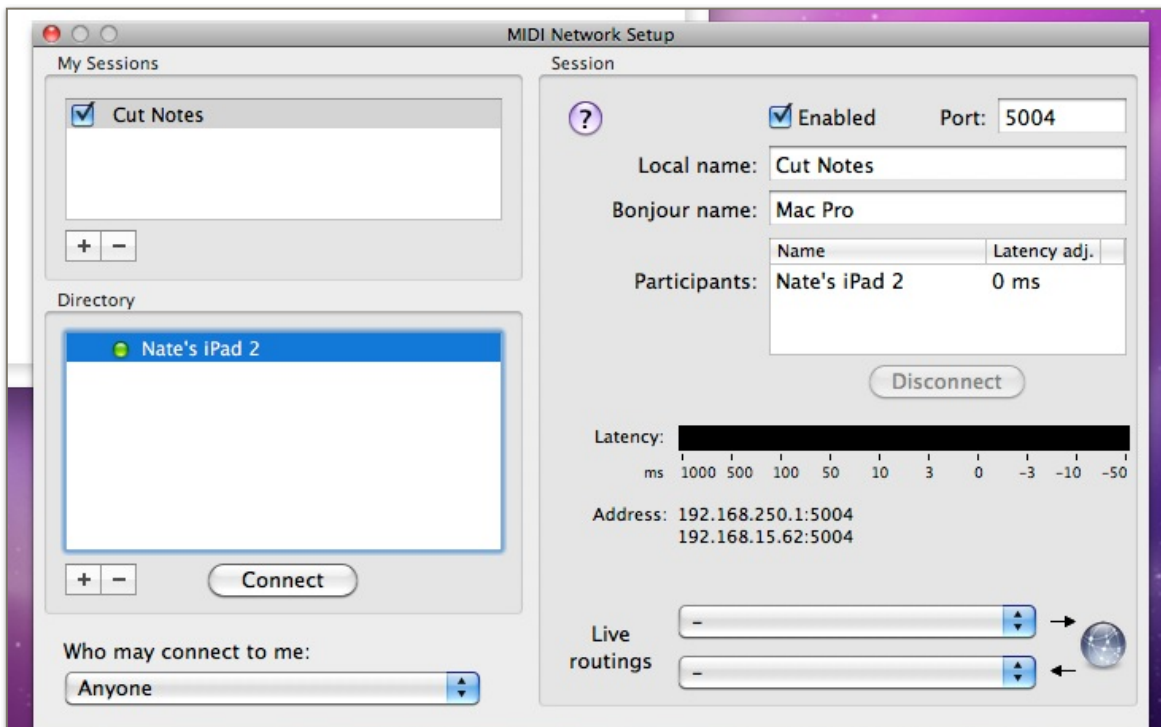 MIDI Network Setup
My Sessions
Cut Notes
+ −
Directory
Nate's iPad 2
+ −
Connect
Who may connect to me:
Anyone
Session
?
Enabled
Port: 5004
Local name: Cut Notes
Bonjour name: Mac Pro
Name Latency adj.
Participants: Nate's iPad 2 0 ms
Disconnect
Latency:
ms 1000 500 100 50 10 3 0 −3 −10 −50
Address: 192.168.250.1:5004
192.168.15.62:5004
–
Live
routings
–